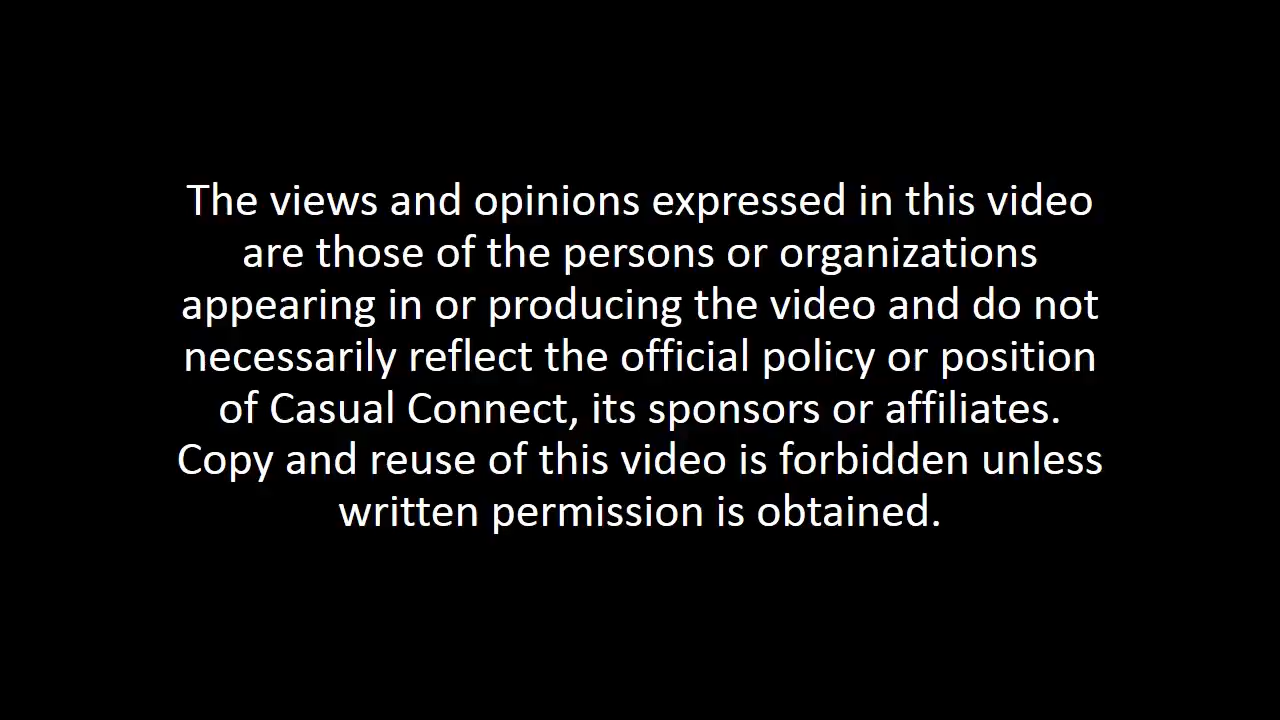 The views and opinions expressed in this video
are those of the persons or organizations
appearing in or producing the video and do not
necessarily reflect the official policy or position
of Casual Connect, its sponsors or affiliates.
Copy and reuse of this video is forbidden unless
written permission is obtained.